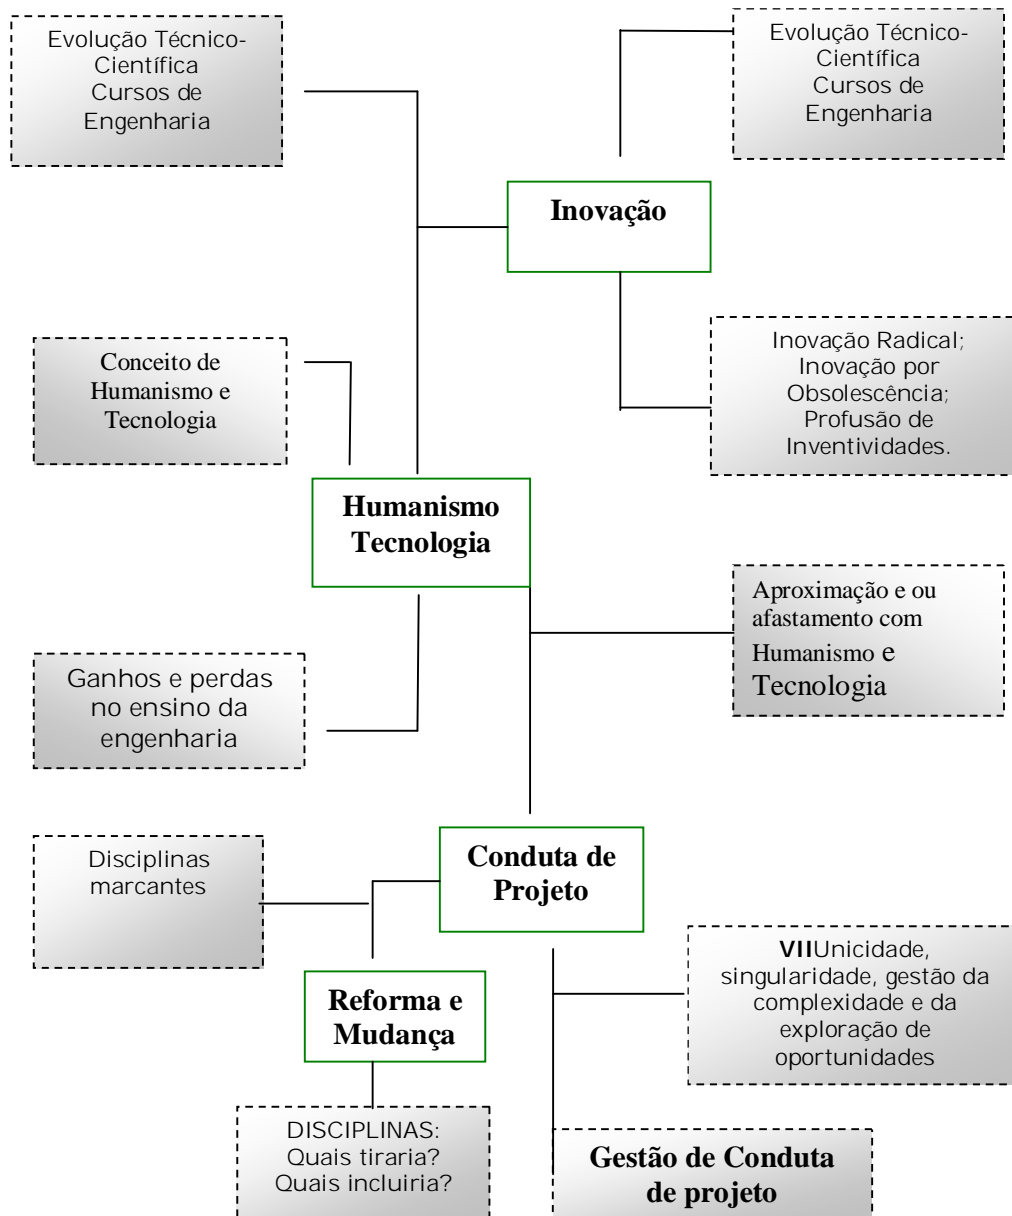 Evolução Técnico-
Científica
Cursos de
Engenharia
Evolução Técnico-
Científica
Cursos de
Engenharia
Inovação
Inovação Radical;
Inovação por
Obsolescência;
Profusão de
Inventividades.
Conceito de
Humanismo e
Tecnologia
Humanismo
Tecnologia
Aproximação e ou
afastamento com
Humanismo e
Tecnologia
Ganhos e perdas
no ensino da
engenharia
Conduta de
Projeto
Disciplinas
marcantes
VIIUnicidade,
singularidade, gestão da
complexidade e da
exploração de
oportunidades
Reforma e
Mudança
DISCIPLINAS:
Quais tiraria?
Quais incluiria?
Gestão de Conduta
de projeto